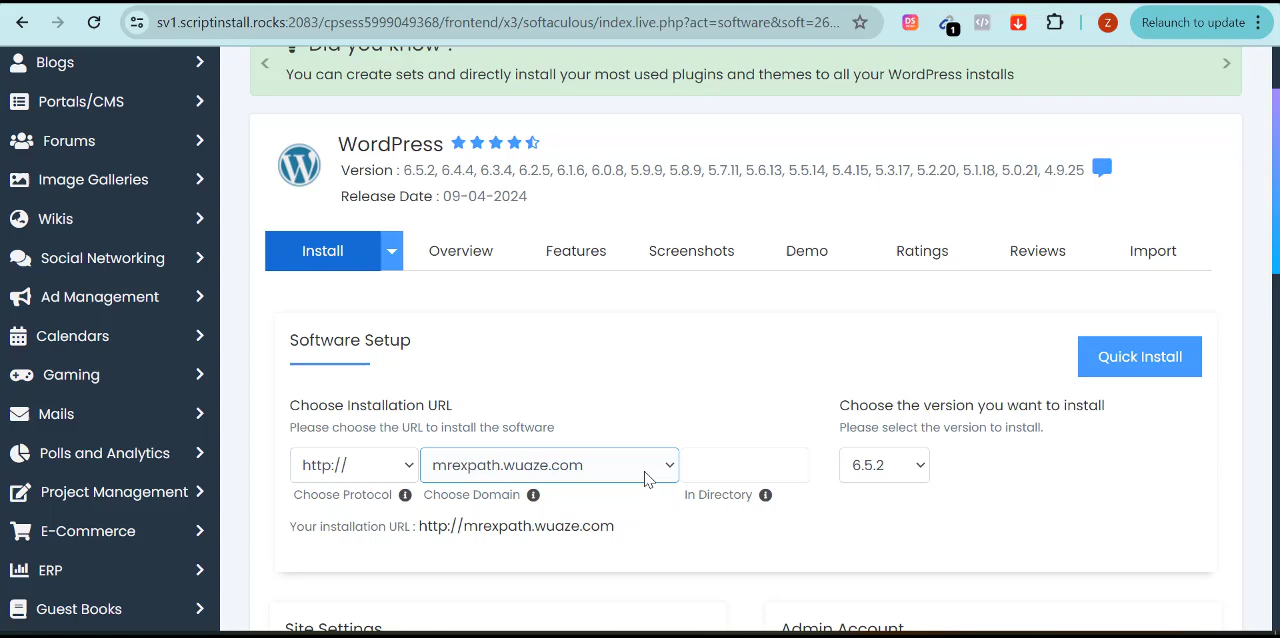 sv1.scriptinstall.rocks:2083/cpsess5999049368/frontend/x3/softaculous/index.live.php?act=software&soft=26...
DS
1
Z
Relaunch to update
Blogs
Portals/CMS
Forums
Image Galleries
Wikis
Social Networking
Ad Management
Calendars
Gaming
Mails
Polls and Analytics
Project Management
E-Commerce
ERP
Guest Books
Did you know ?
You can create sets and directly install your most used plugins and themes to all your WordPress installs
WordPress
Version : 6.5.2, 6.4.4, 6.3.4, 6.2.5, 6.1.6, 6.0.8, 5.9.9, 5.8.9, 5.7.11, 5.6.13, 5.5.14, 5.4.15, 5.3.17, 5.2.20, 5.1.18, 5.0.21, 4.9.25
Release Date : 09-04-2024
Install
Overview
Features
Screenshots
Demo
Ratings
Reviews
Import
Software Setup
Quick Install
Choose Installation URL
Please choose the URL to install the software
http://
mrexpath.wuaze.com
Choose Protocol
Choose Domain
In Directory
Your installation URL : http://mrexpath.wuaze.com
Choose the version you want to install
Please select the version to install.
6.5.2
Site Settings
Admin Account